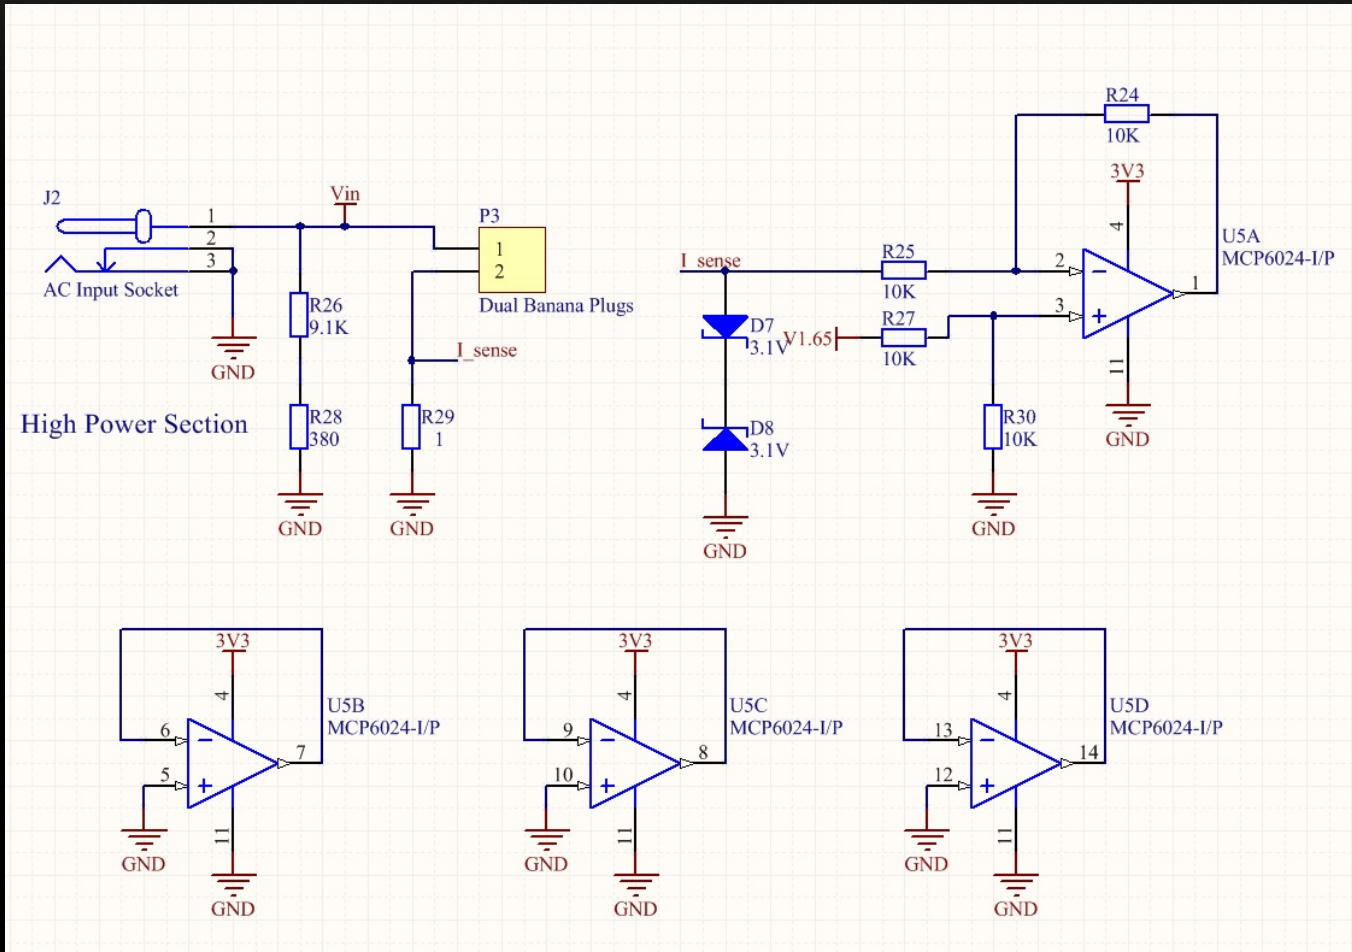 R24
10K
3V3
4
J2
1
2
3
AC Input Socket
GND
Vin
P3
1
2
Dual Banana Plugs
R26
9.1K
I_sense
R28
380
R29
1
GND
GND
High Power Section
I_sense
R25
10K
2
D7
3.1V
V1.65
R27
10K
3
D8
3.1V
GND
R30
10K
GND
−
+
U5A
MCP6024-I/P
1
11
GND
3V3
4
U5B
MCP6024-I/P
6
−
7
5
+
11
GND
GND
3V3
4
U5C
MCP6024-I/P
9
−
8
10
+
11
GND
GND
3V3
4
U5D
MCP6024-I/P
13
−
14
12
+
11
GND
GND